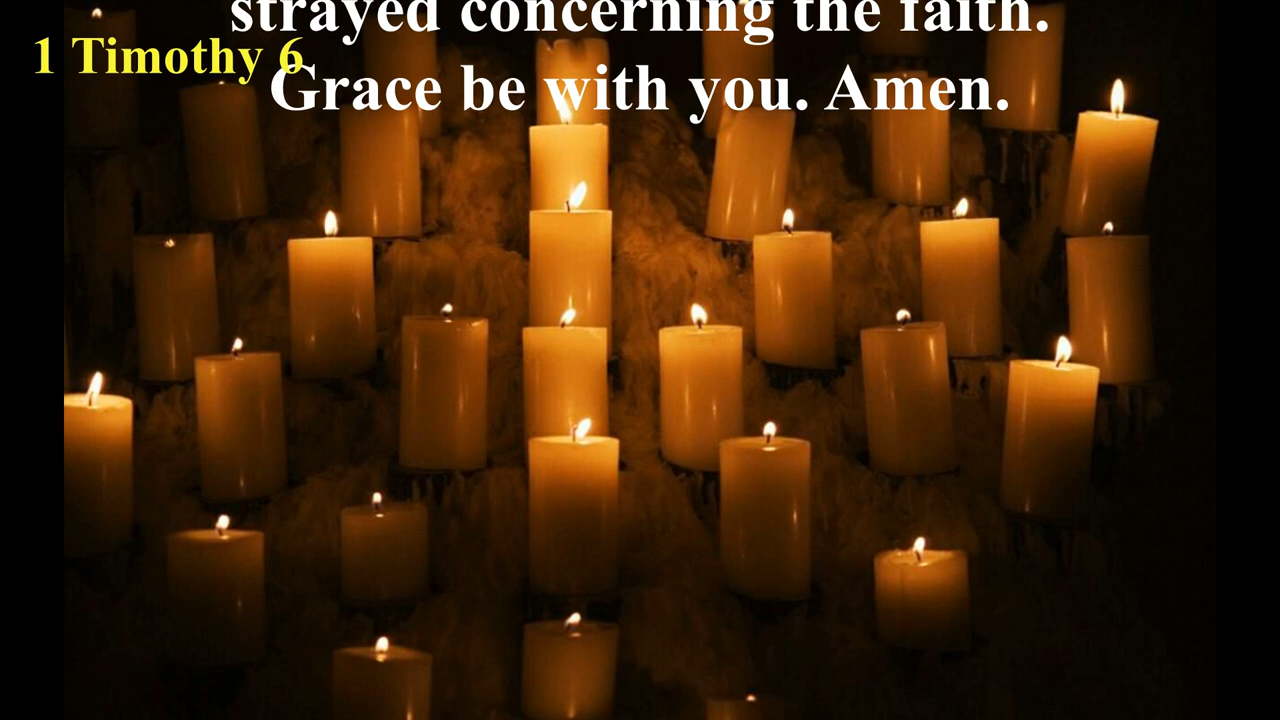 strayed concerning the faith.
1 Timothy 6
Grace be with you. Amen.